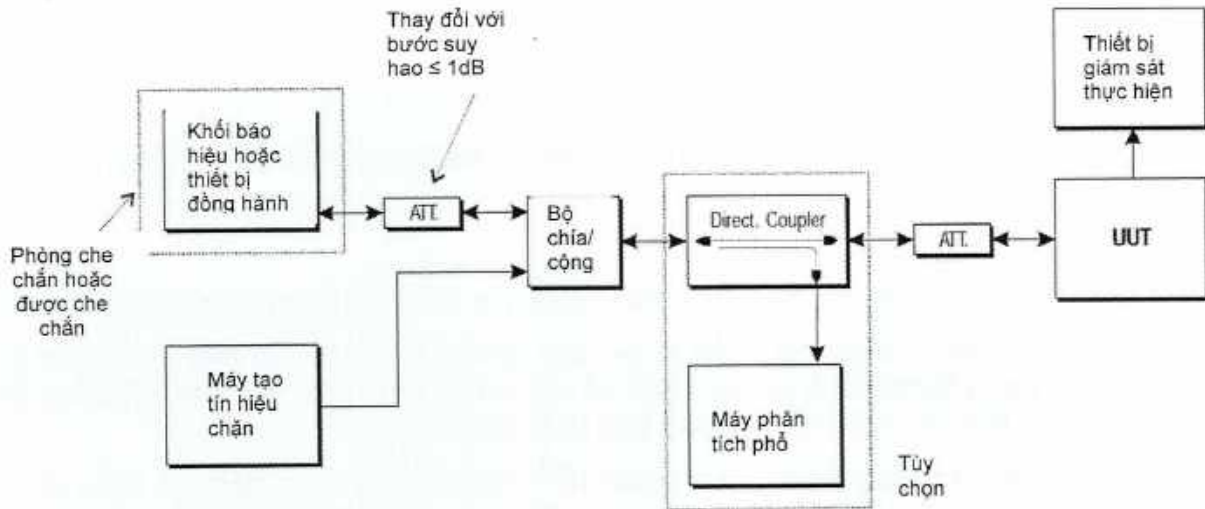 Thay đổi với
bước suy
hao ≤ 1dB
Thiết bị
giám sát
thực hiện
Khối báo
hiệu hoặc
thiết bị
đồng hành
ATT.
Bộ
chia/
cộng
Direct. Coupler
ATT.
UUT
Phòng che
chắn hoặc
được che
chắn
Máy tạo
tín hiệu
chặn
Máy phân
tích phổ
Tùy
chọn